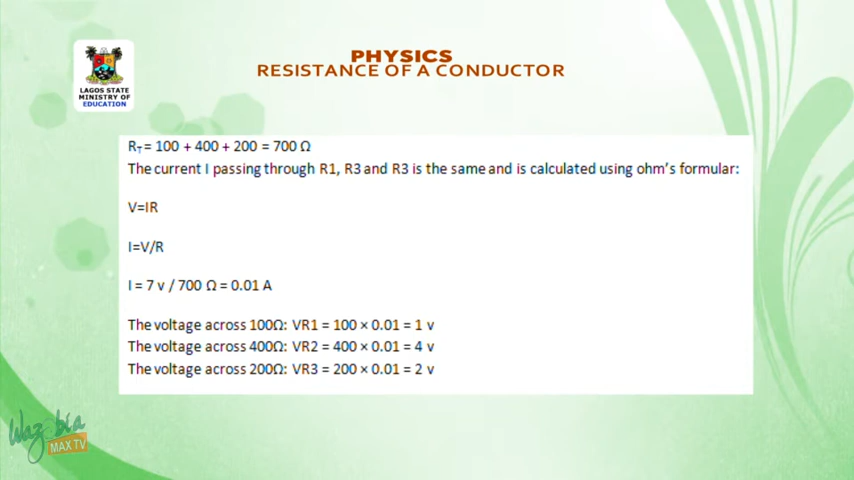 PHYSICS
RESISTANCE OF A CONDUCTOR
LAGOS STATE
MINISTRY OF
EDUCATION
R_T = 100 + 400 + 200 = 700 Ω
The current I passing through R1, R3 and R3 is the same and is calculated using ohm's formular:
V=IR
I=V/R
I = 7 v / 700 Ω = 0.01 A
The voltage across 100Ω: VR1 = 100 × 0.01 = 1 v
The voltage across 400Ω: VR2 = 400 × 0.01 = 4 v
The voltage across 200Ω: VR3 = 200 × 0.01 = 2 v
MAX TV